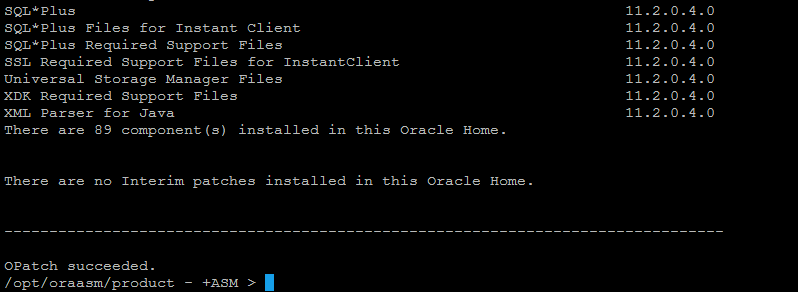 SQL*Plus 11.2.0.4.0
SQL*Plus Files for Instant Client 11.2.0.4.0
SQL*Plus Required Support Files 11.2.0.4.0
SSL Required Support Files for InstantClient 11.2.0.4.0
Universal Storage Manager Files 11.2.0.4.0
XDK Required Support Files 11.2.0.4.0
XML Parser for Java 11.2.0.4.0
There are 89 component(s) installed in this Oracle Home.
There are no Interim patches installed in this Oracle Home.
--------------------------------------------------------------------------------
OPatch succeeded.
/opt/oraasm/product - +ASM >